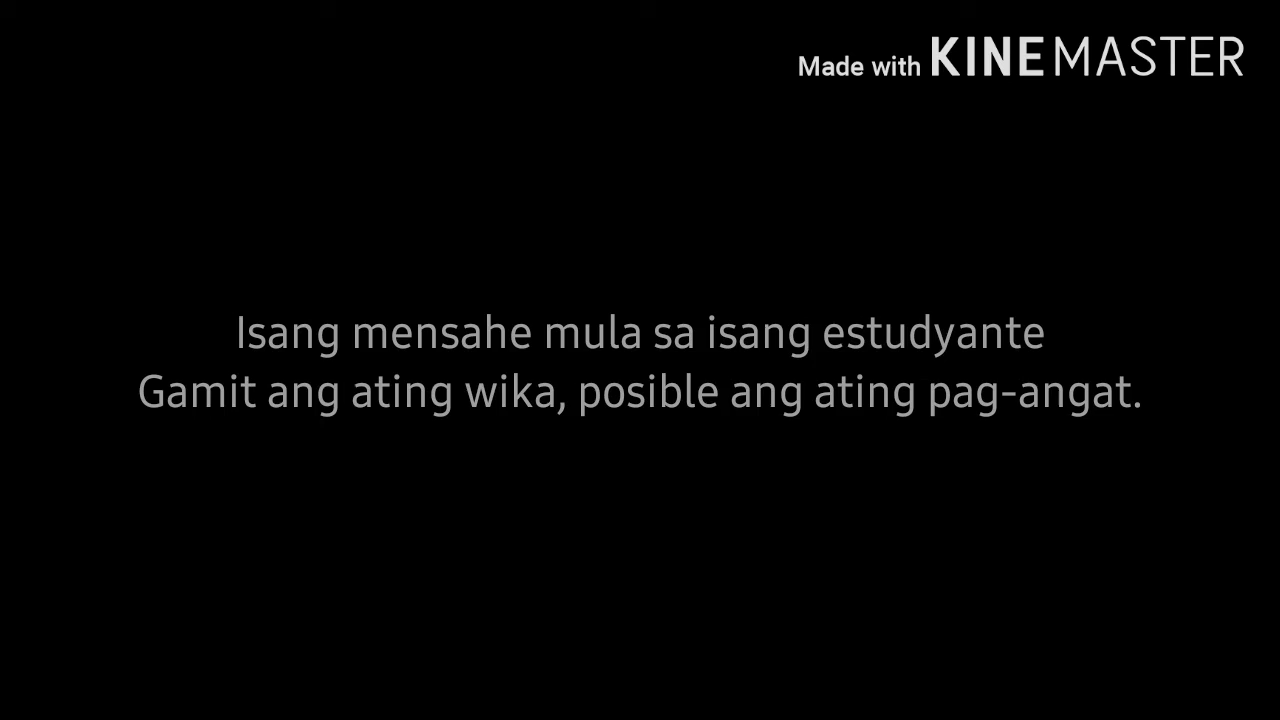 Made with KINEMASTER
Isang mensahe mula sa isang estudyante
Gamit ang ating wika, posible ang ating pag-angat.